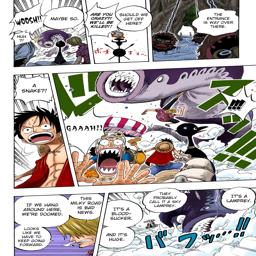 THE
ENTRANCE
IS WAY
OVER
THERE.
SHOULD
WE GET
OFF
HERE?
ARE YOU
CRAZY?!
WE'LL BE
KILLED!!
MAYBE
SO.
WOOSH!!
A
SNAKE?!
GAAAH!!
IT'S A
LAMPREY.
THEY
PROBABLY
CALL IT A SKY
LAMPREY.
IT'S A
BLOOD-
SUCKER.
AND
IT'S HUGE.
THIS
MILKY ROAD
IS BAD
NEWS.
IF WE HANG
AROUND HERE,
WE'RE DOOMED.
LOOKS LIKE
WE HAVE
TO KEEP
GOING
FORWARD.